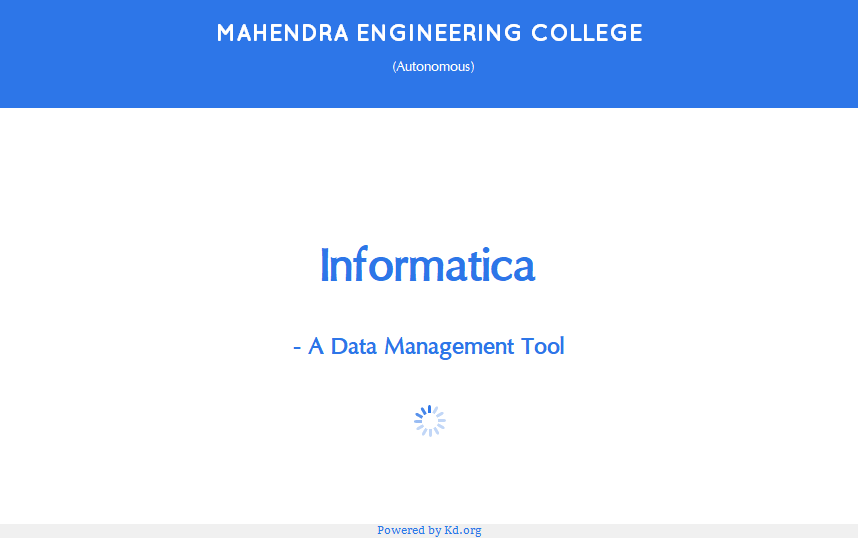 MAHENDRA ENGINEERING COLLEGE
(Autonomous)
Informatica
- A Data Management Tool
Powered by Kd.org